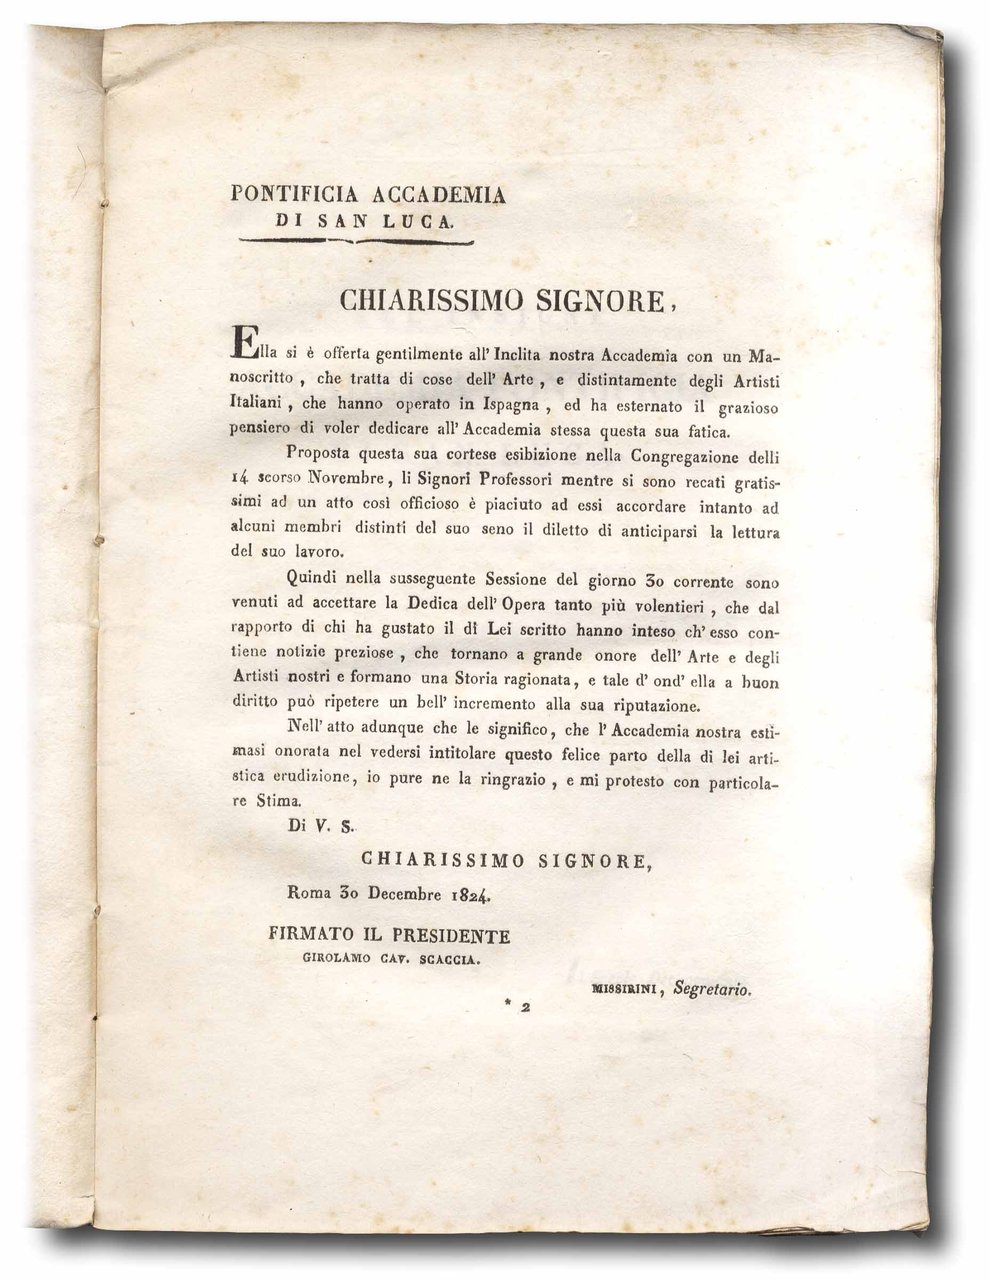 PONTIFICIA ACCADEMIA
DI SAN LUCA.
CHIARISSIMO SIGNORE,
Ella si è offerta gentilmente all' Inclita nostra Accademia con un Ma-
noscritto, che tratta di cose dell' Arte, e distintamente degli Artisti
Italiani, che hanno operato in Ispagna, ed ha esternato il grazioso
pensiero di voler dedicare all' Accademia stessa questa sua fatica.
Proposta questa sua cortese esibizione nella Congregazione delli
14 scorso Novembre, li Signori Professori mentre si sono recati gratis-
simi ad un atto così officioso è piaciuto ad essi accordare intanto ad
alcuni membri distinti del suo seno il diletto di anticiparsi la lettura
del suo lavoro.
Quindi nella susseguente Sessione del giorno 30 corrente sono
venuti ad accettare la Dedica dell' Opera tanto più volentieri, che dal
rapporto di chi ha gustato il di Lei scritto hanno inteso ch' esso con-
tiene notizie preziose, che tornano a grande onore dell' Arte e degli
Artisti nostri e formano una Storia ragionata, e tale d' ond' ella a buon
diritto può ripetere un bell' incremento alla sua riputazione.
Nell' atto adunque che le significo, che l' Accademia nostra esti-
masi onorata nel vedersi intitolare questo felice parto della di lei arti-
stica erudizione, io pure ne la ringrazio, e mi protesto con particola-
re Stima.
Di V. S.
CHIARISSIMO SIGNORE,
Roma 30 Decembre 1824.
FIRMATO IL PRESIDENTE
GIROLAMO CAV. SCACCIA.
MISSIRINI, Segretario.
* 2